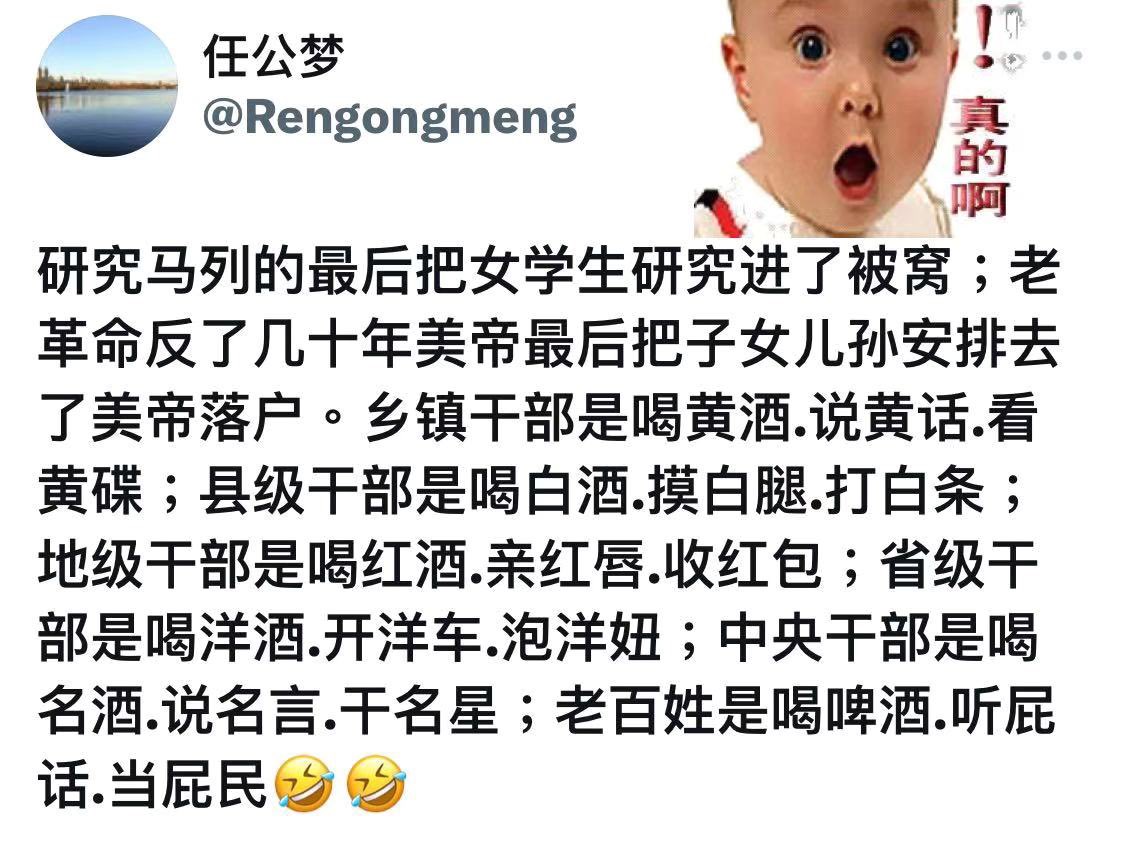 任公梦
@Rengongmeng
！
真的啊
研究马列的最后把女学生研究进了被窝；老
革命反了几十年美帝最后把子女儿孙安排去
了美帝落户。乡镇干部是喝黄酒.说黄话.看
黄碟；县级干部是喝白酒.摸白腿.打白条；
地级干部是喝红酒.亲红唇.收红包；省级干
部是喝洋酒.开洋车.泡洋妞；中央干部是喝
名酒.说名言.干名星；老百姓是喝啤酒.听屁
话.当屁民🤣🤣